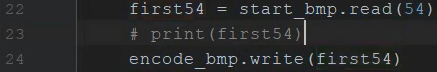 22 first54 = start_bmp.read(54)
23 # print(first54)
24 encode_bmp.write(first54)